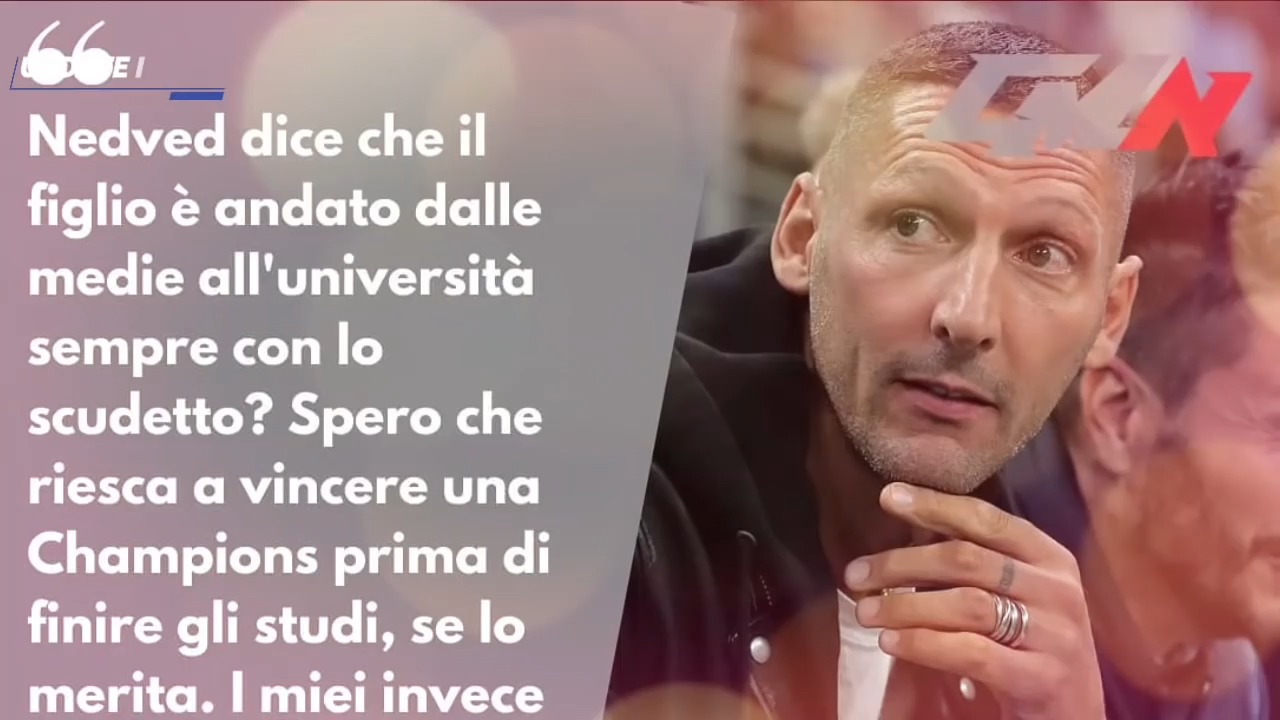 Nedved dice che il
figlio è andato dalle
medie all'università
sempre con lo
scudetto? Spero che
riesca a vincere una
Champions prima di
finire gli studi, se lo
merita. I miei invece